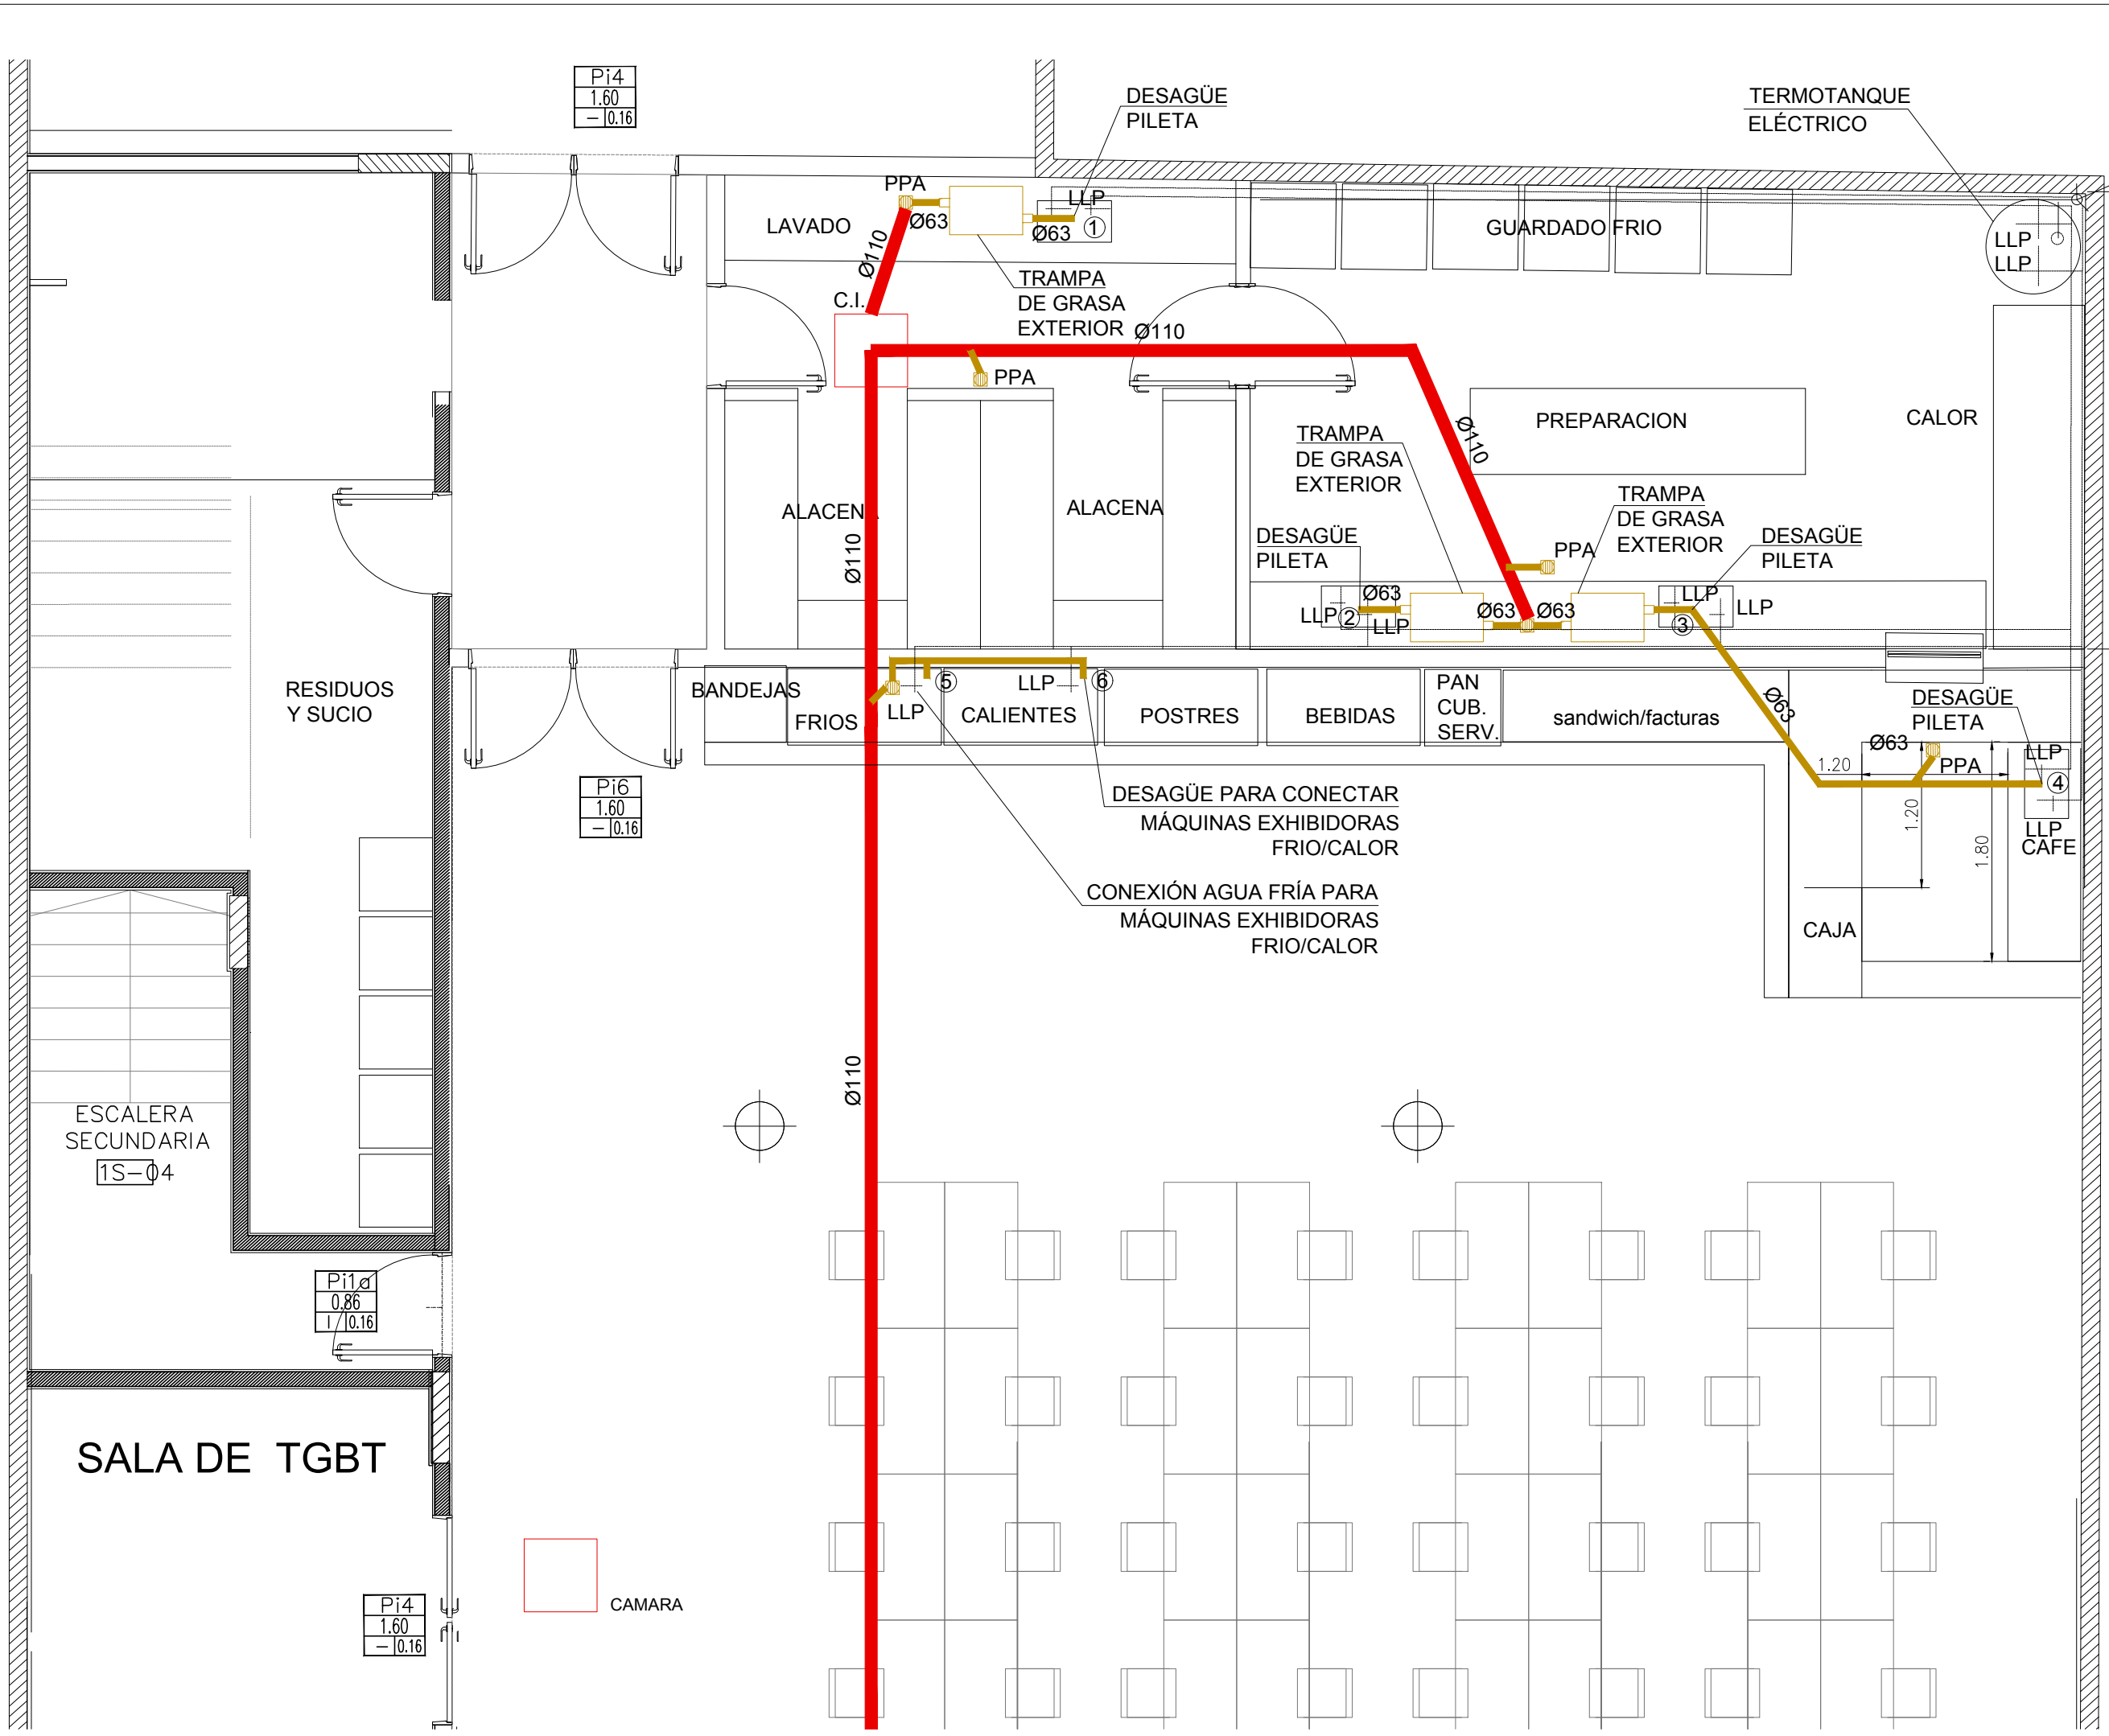 Pi4
1.60
– 0.16
DESAGÜE
PILETA
TERMOTANQUE
ELÉCTRICO
PPA
LLP
LAVADO
Ø63
Ø63
1
GUARDADO FRIO
LLP
LLP
Ø110
TRAMPA
DE GRASA
EXTERIOR
C.I.
Ø110
PPA
PREPARACION
CALOR
Ø110
TRAMPA
DE GRASA
EXTERIOR
TRAMPA
DE GRASA
EXTERIOR
ALACENA
ALACENA
DESAGÜE
PILETA
PPA
DESAGÜE
PILETA
Ø110
Ø63
LLP
2
LLP
Ø63
Ø63
LLP
LLP
3
RESIDUOS
Y SUCIO
BANDEJAS
FRIOS
LLP
5
CALIENTES
LLP
6
POSTRES
BEBIDAS
PAN
CUB.
SERV.
sandwich/facturas
Ø63
DESAGÜE
PILETA
Ø63
PPA
LLP
4
LLP
CAFE
1.20
1.20
1.80
Pi6
1.60
– 0.16
DESAGÜE PARA CONECTAR
MÁQUINAS EXHIBIDORAS
FRIO/CALOR
CONEXIÓN AGUA FRÍA PARA
MÁQUINAS EXHIBIDORAS
FRIO/CALOR
CAJA
Ø110
ESCALERA
SECUNDARIA
1S-04
Pi1a
0.86
I 0.16
SALA DE TGBT
CAMARA
Pi4
1.60
– 0.16